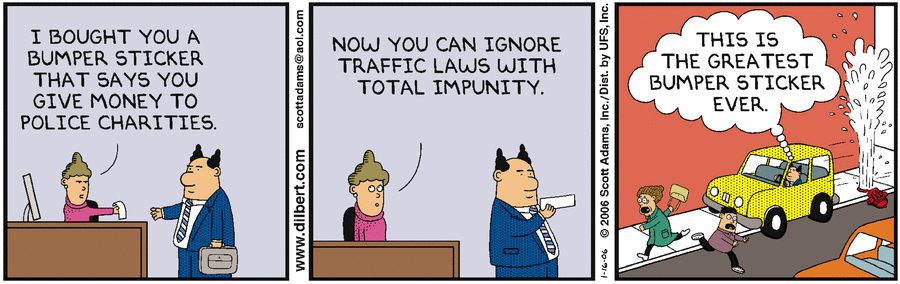 I BOUGHT YOU A
BUMPER STICKER
THAT SAYS YOU
GIVE MONEY TO
POLICE CHARITIES.
www.dilbert.com
scottadams@aol.com
NOW YOU CAN IGNORE
TRAFFIC LAWS WITH
TOTAL IMPUNITY.
1-16-06
© 2006 Scott Adams, Inc./Dist. by UFS, Inc.
THIS IS
THE GREATEST
BUMPER STICKER
EVER.